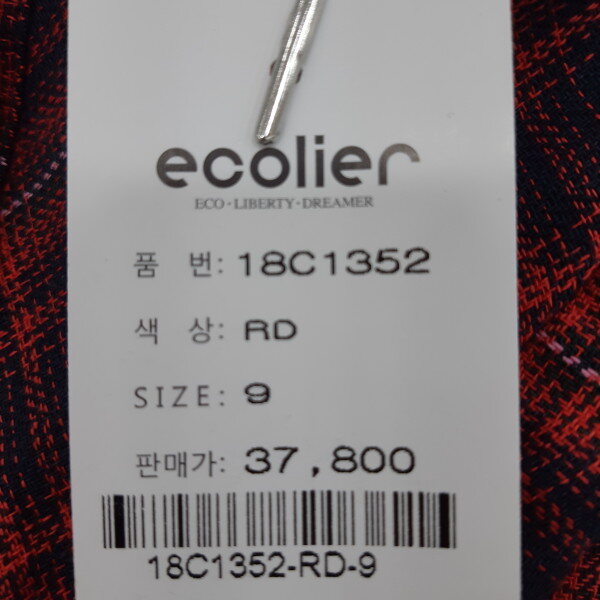 ecolier
ECO-LIBERTY-DREAMER
품 번: 18C1352
색 상: RD
SIZE: 9
판매가: 37,800
18C1352-RD-9